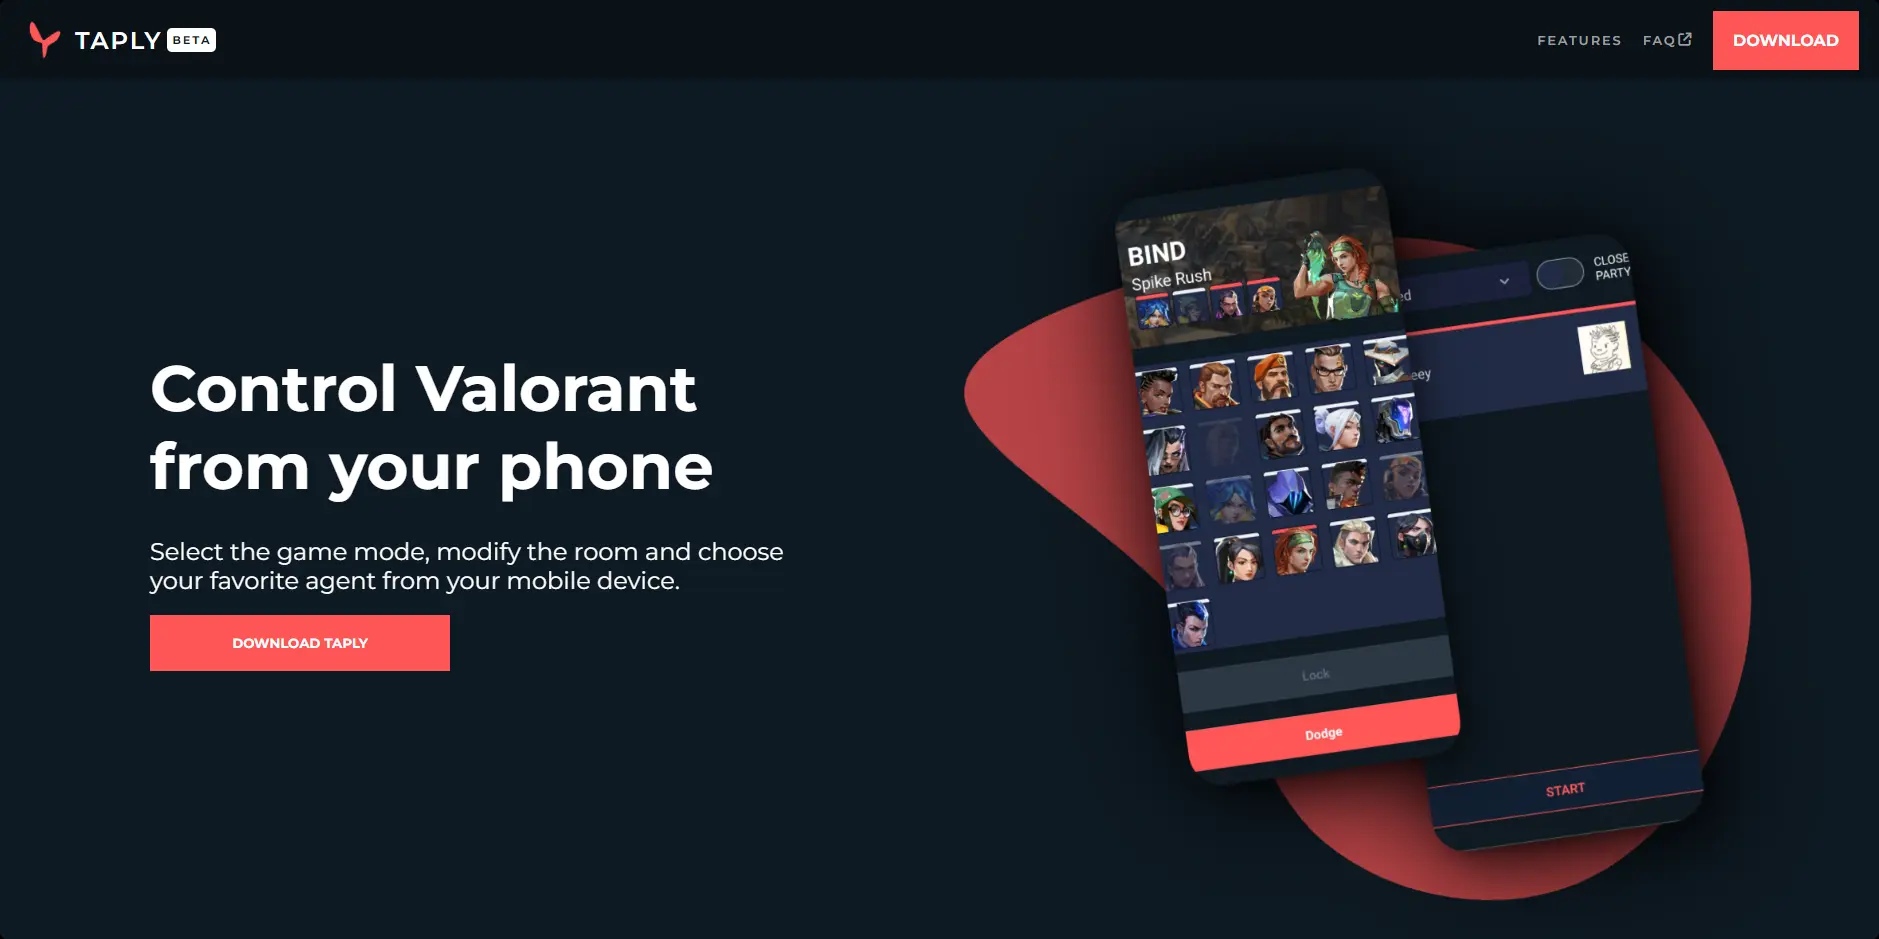 TAPLY BETA
FEATURES FAQ DOWNLOAD
Control Valorant
from your phone
Select the game mode, modify the room and choose
your favorite agent from your mobile device.
DOWNLOAD TAPLY
BIND
Spike Rush
Lock
Dodge
CLOSE
PARTY
START